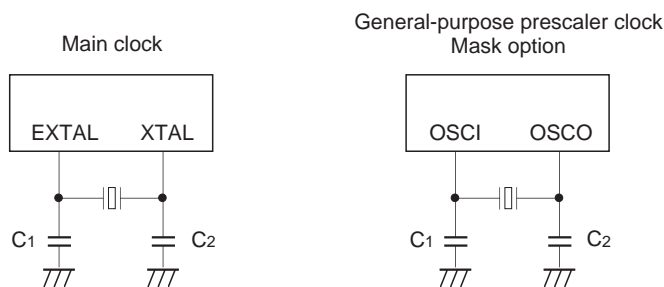 Main clock
EXTAL XTAL
C1 C2
General-purpose prescaler clock
Mask option
OSCI OSCO
C1 C2